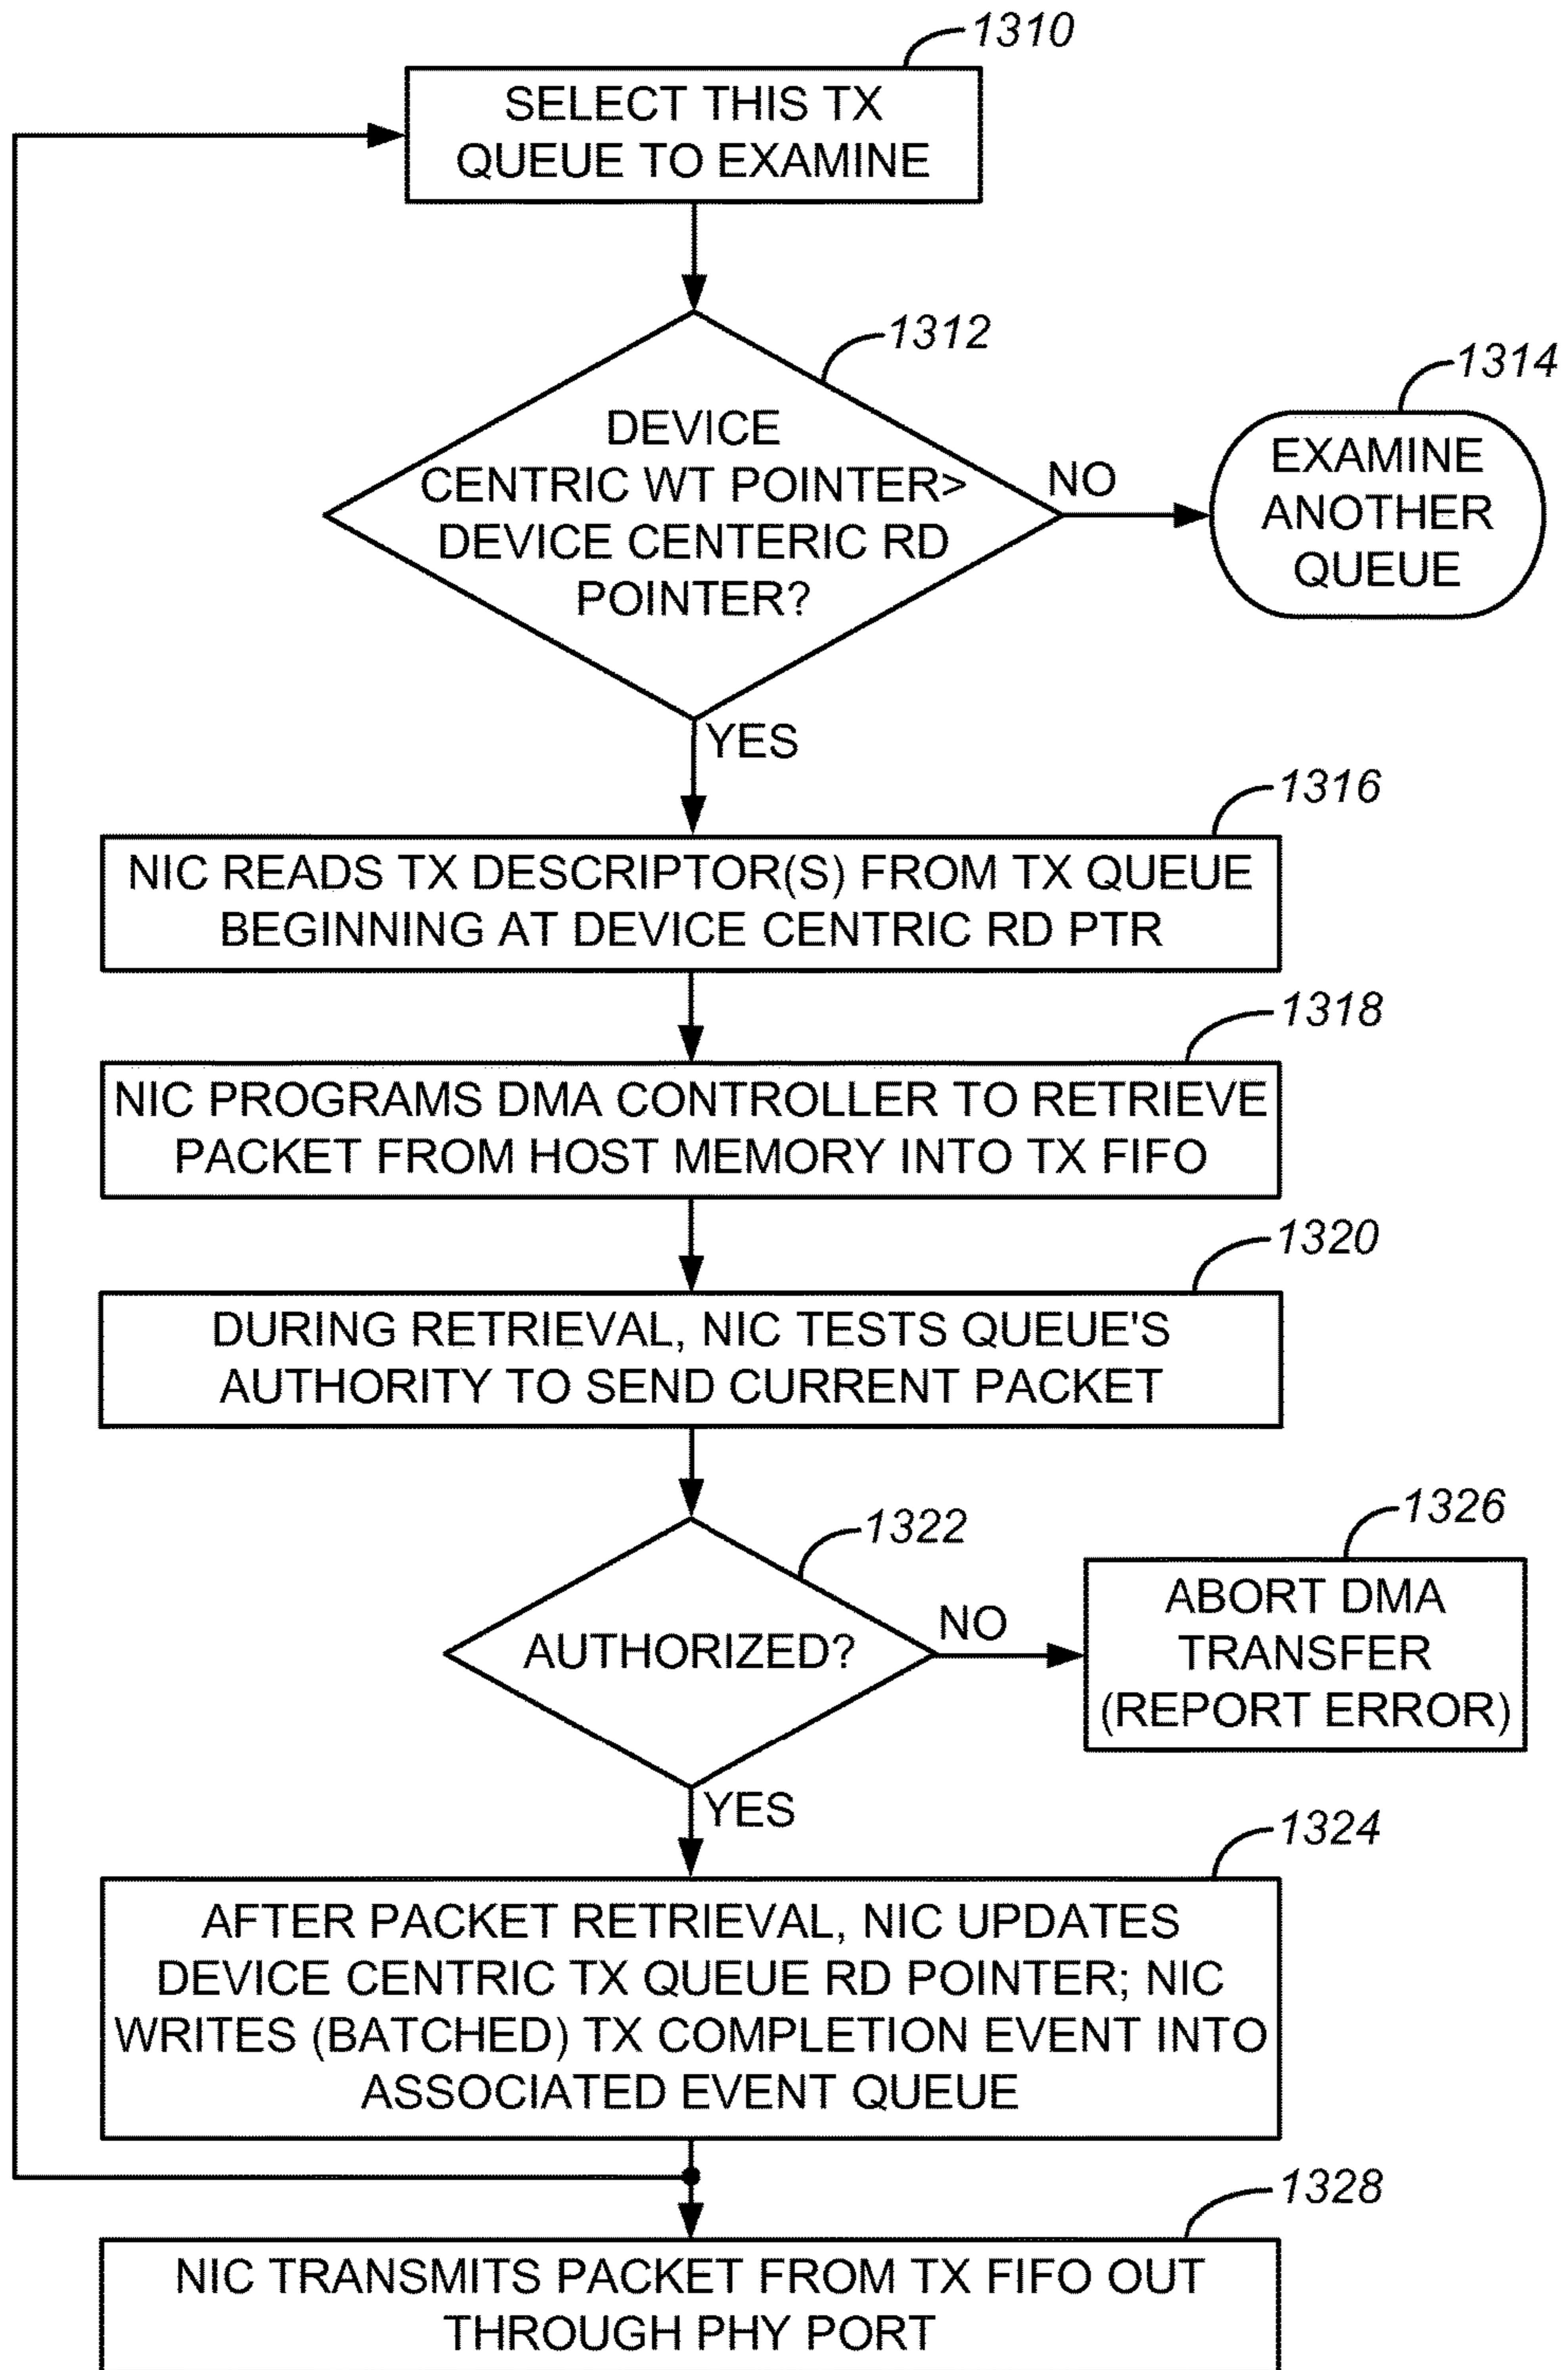 1310
SELECT THIS TX
QUEUE TO EXAMINE
1312
DEVICE
CENTRIC WT POINTER>
DEVICE CENTERIC RD
POINTER?
NO
1314
EXAMINE
ANOTHER
QUEUE
YES
1316
NIC READS TX DESCRIPTOR(S) FROM TX QUEUE
BEGINNING AT DEVICE CENTRIC RD PTR
1318
NIC PROGRAMS DMA CONTROLLER TO RETRIEVE
PACKET FROM HOST MEMORY INTO TX FIFO
1320
DURING RETRIEVAL, NIC TESTS QUEUE'S
AUTHORITY TO SEND CURRENT PACKET
1322
AUTHORIZED?
NO
1326
ABORT DMA
TRANSFER
(REPORT ERROR)
YES
1324
AFTER PACKET RETRIEVAL, NIC UPDATES
DEVICE CENTRIC TX QUEUE RD POINTER; NIC
WRITES (BATCHED) TX COMPLETION EVENT INTO
ASSOCIATED EVENT QUEUE
1328
NIC TRANSMITS PACKET FROM TX FIFO OUT
THROUGH PHY PORT